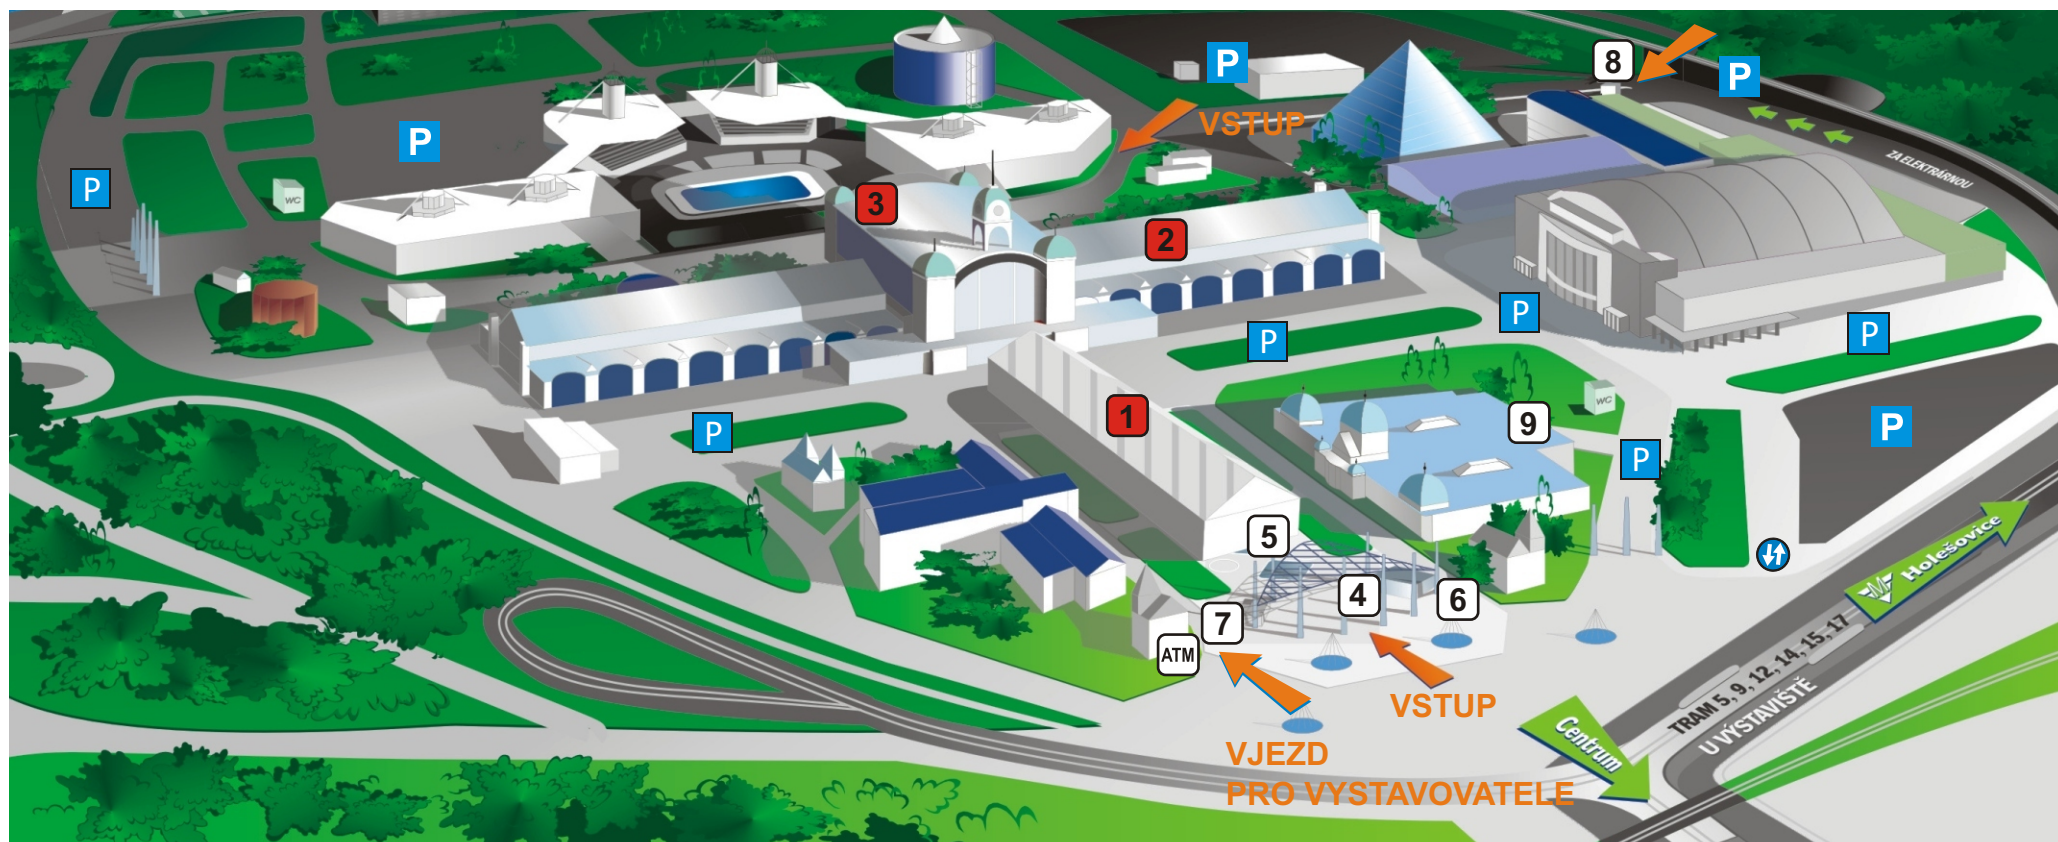 8
P
P
VSTUP
P
ZA ELEKTRÁRNOU
P
WC
3
2
P
P
P
WC
1
9
P
P
P
5
Holešovice
4
6
7
ATM
TRAM 5, 9, 12, 14, 15, 17
U VÝSTAVIŠTĚ
VSTUP
Centrum
VJEZD
PRO VYSTAVOVATELE